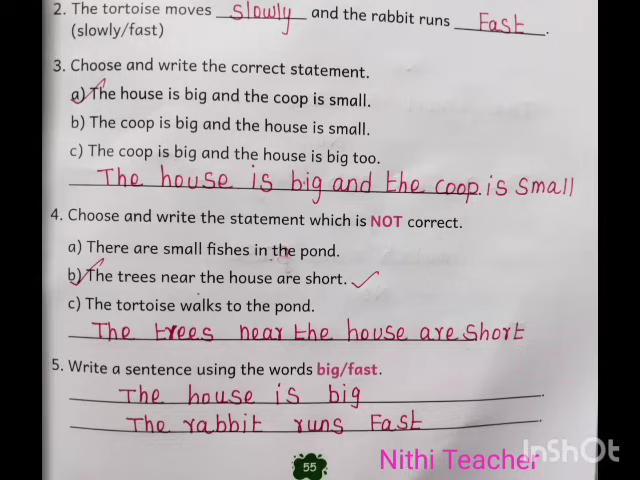 2. The tortoise moves slowly and the rabbit runs Fast.
(slowly/fast)
3. Choose and write the correct statement.
a) The house is big and the coop is small.
b) The coop is big and the house is small.
c) The coop is big and the house is big too.
The house is big and the coop. is small
4. Choose and write the statement which is NOT correct.
a) There are small fishes in the pond.
b) The trees near the house are short.
c) The tortoise walks to the pond.
The trees near the house are short
5. Write a sentence using the words big/fast.
The house is big.
The rabbit runs Fast.
55
Nithi Teacher
InShOt